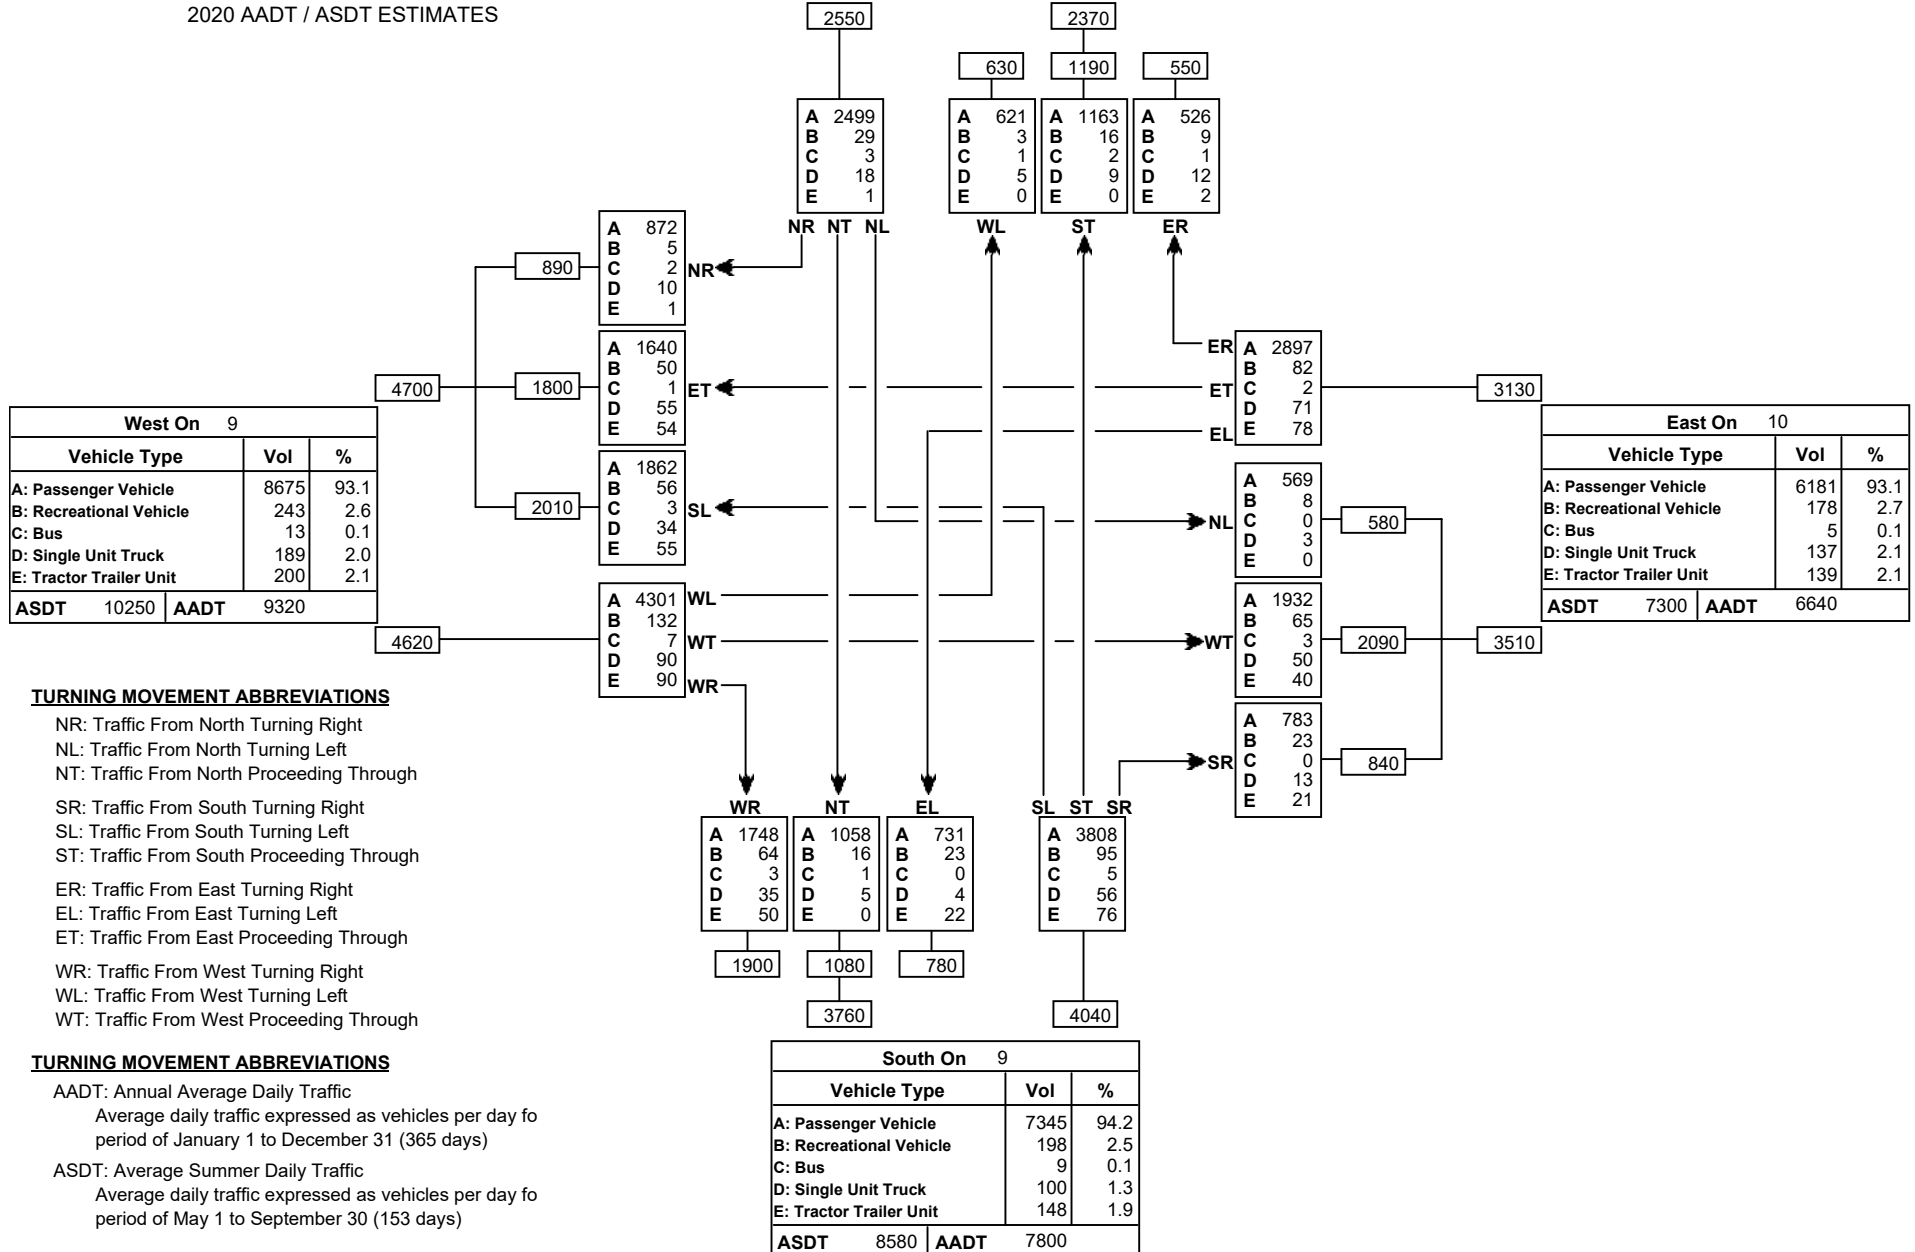 2020 AADT / ASDT ESTIMATES
2550
2370
630
1190
550
A 2499
B 29
C 3
D 18
E 1
A 621
B 3
C 1
D 5
E 0
A 1163
B 16
C 2
D 9
E 0
A 526
B 9
C 1
D 12
E 2
NR NT NL
WL
ST
ER
890
A 872
B 5
C 2
D 10
E 1
NR
4700
1800
A 1640
B 50
C 1
D 55
E 54
ET
2010
A 1862
B 56
C 3
D 34
E 55
SL
ER
ET
EL
A 2897
B 82
C 2
D 71
E 78
3130
West On 9
Vehicle Type Vol %
A: Passenger Vehicle 8675 93.1
B: Recreational Vehicle 243 2.6
C: Bus 13 0.1
D: Single Unit Truck 189 2.0
E: Tractor Trailer Unit 200 2.1
ASDT 10250 AADT 9320
East On 10
Vehicle Type Vol %
A: Passenger Vehicle 6181 93.1
B: Recreational Vehicle 178 2.7
C: Bus 5 0.1
D: Single Unit Truck 137 2.1
E: Tractor Trailer Unit 139 2.1
ASDT 7300 AADT 6640
NL
A 569
B 8
C 0
D 3
E 0
580
4620
A 4301
B 132
C 7
D 90
E 90
WL
WT
WR
WT
A 1932
B 65
C 3
D 50
E 40
2090
3510
SR
A 783
B 23
C 0
D 13
E 21
840
TURNING MOVEMENT ABBREVIATIONS
NR: Traffic From North Turning Right
NL: Traffic From North Turning Left
NT: Traffic From North Proceeding Through
SR: Traffic From South Turning Right
SL: Traffic From South Turning Left
ST: Traffic From South Proceeding Through
ER: Traffic From East Turning Right
EL: Traffic From East Turning Left
ET: Traffic From East Proceeding Through
WR: Traffic From West Turning Right
WL: Traffic From West Turning Left
WT: Traffic From West Proceeding Through
TURNING MOVEMENT ABBREVIATIONS
AADT: Annual Average Daily Traffic
Average daily traffic expressed as vehicles per day fo
period of January 1 to December 31 (365 days)
ASDT: Average Summer Daily Traffic
Average daily traffic expressed as vehicles per day fo
period of May 1 to September 30 (153 days)
WR
NT
EL
SL ST SR
A 1748
B 64
C 3
D 35
E 50
A 1058
B 16
C 1
D 5
E 0
A 731
B 23
C 0
D 4
E 22
A 3808
B 95
C 5
D 56
E 76
1900
1080
780
3760
4040
South On 9
Vehicle Type Vol %
A: Passenger Vehicle 7345 94.2
B: Recreational Vehicle 198 2.5
C: Bus 9 0.1
D: Single Unit Truck 100 1.3
E: Tractor Trailer Unit 148 1.9
ASDT 8580 AADT 7800